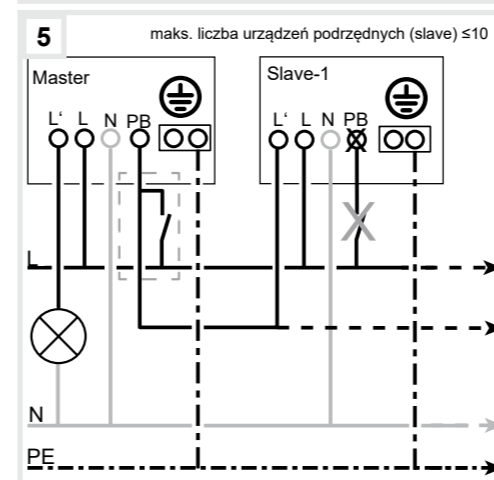 5
maks. liczba urządzeń podrzędnych (slave) ≤10
Master
Slave-1
L‘ L N PB
L‘ L N PB
X
L
N
PE